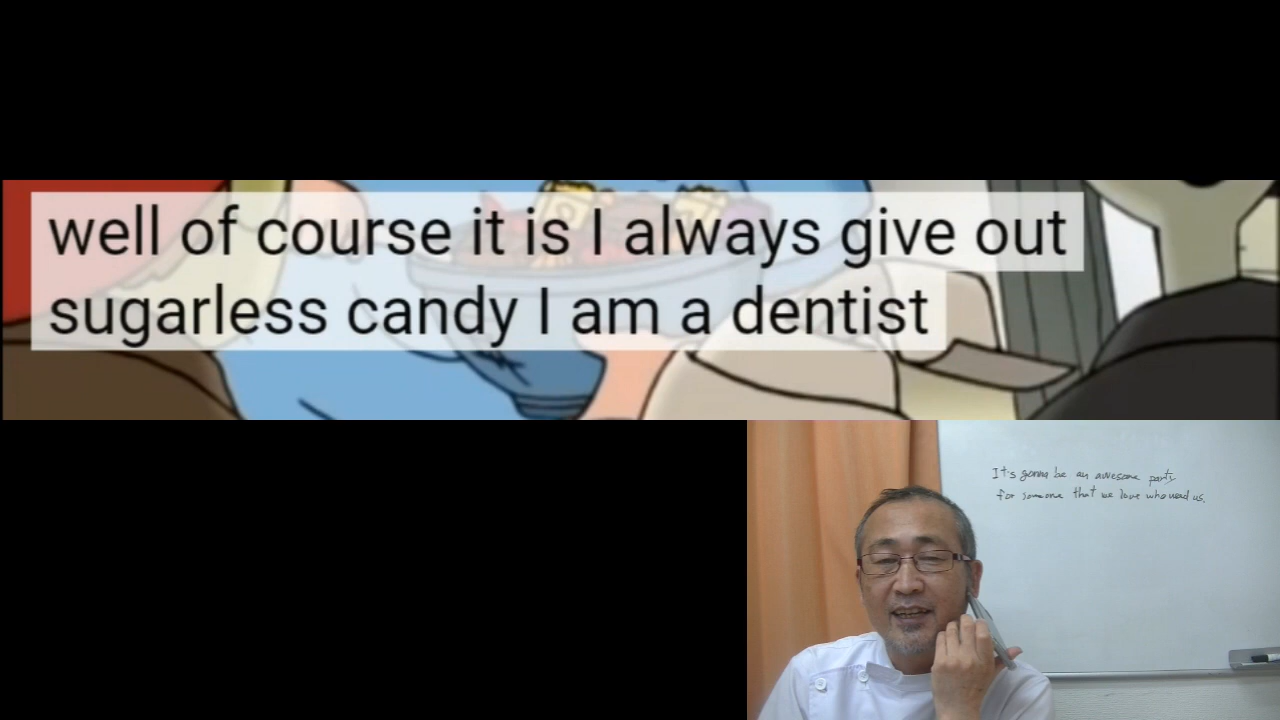 well of course it is I always give out
sugarless candy I am a dentist
It's gonna be an awesome party
for someone that we love who need us.